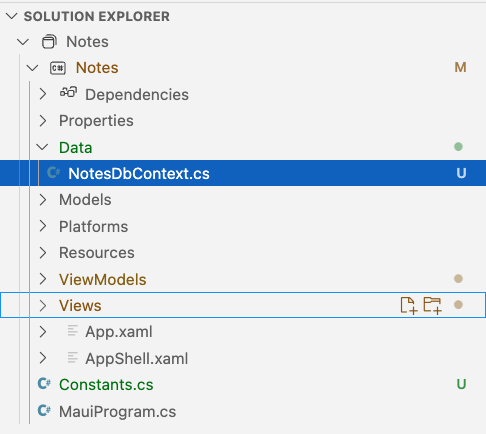 SOLUTION EXPLORER
Notes
C# Notes M
Dependencies
Properties
Data
C# NotesDbContext.cs U
Models
Platforms
Resources
ViewModels
Views
App.xaml
AppShell.xaml
C# Constants.cs U
C# MauiProgram.cs